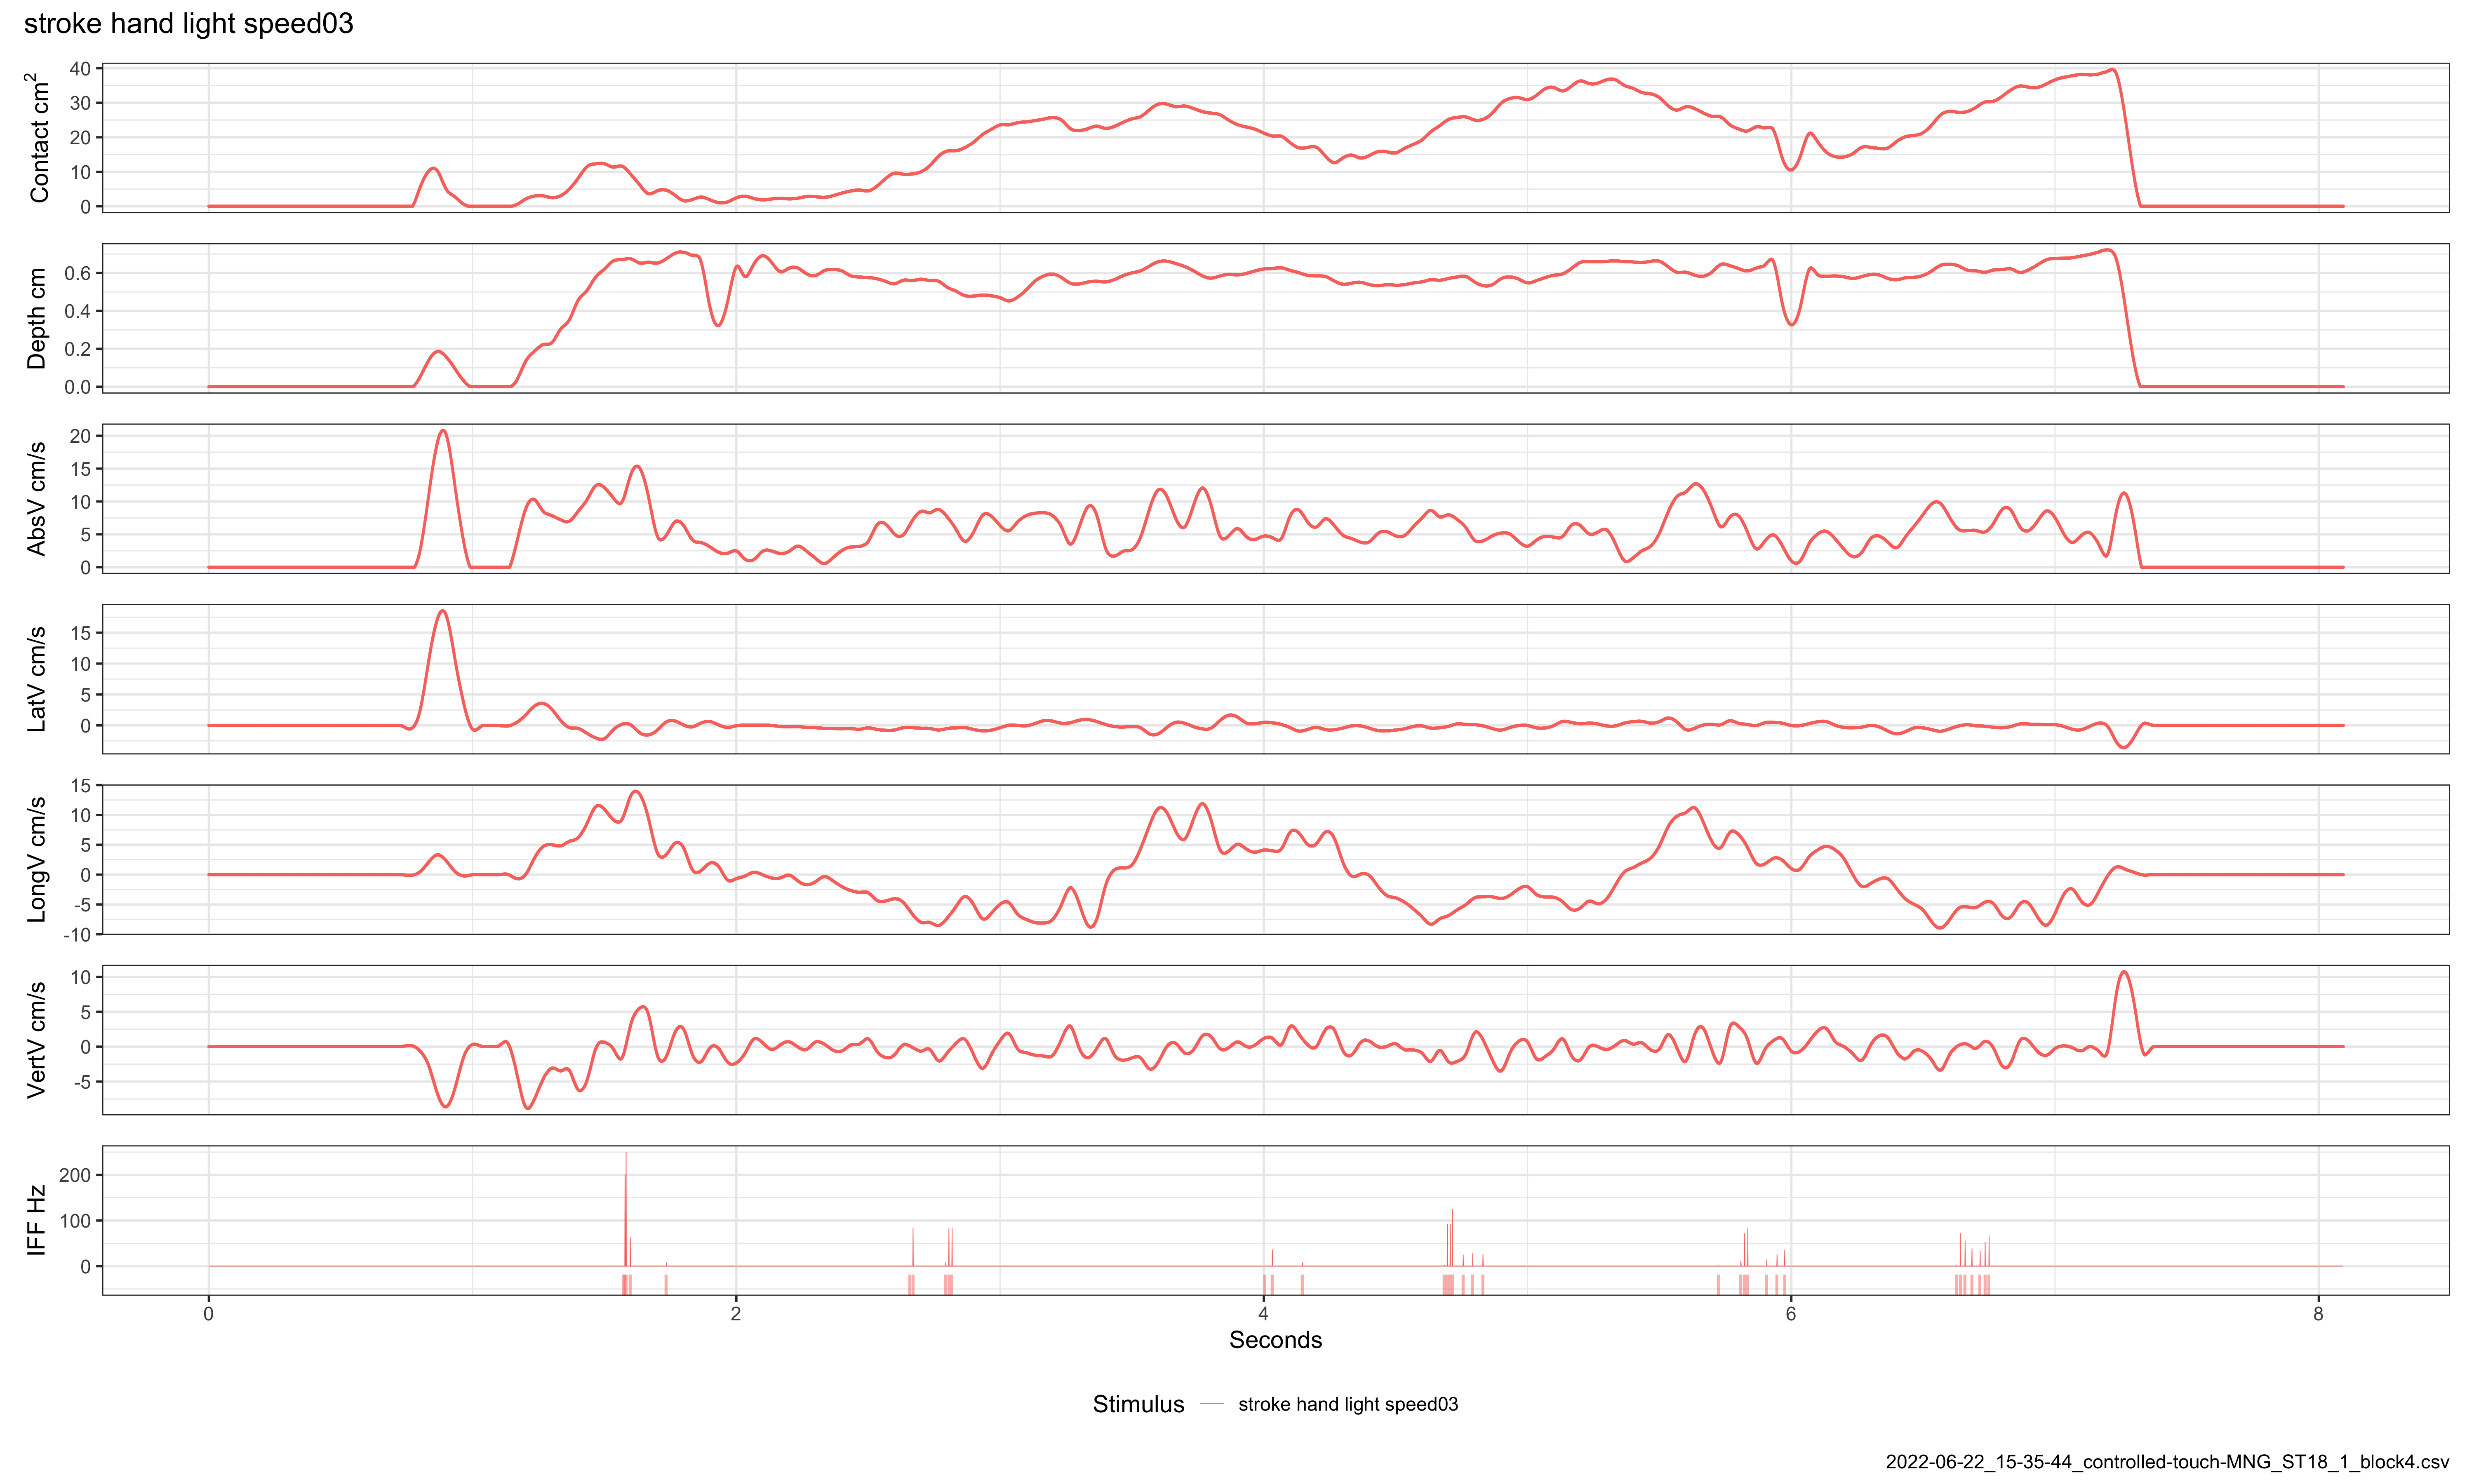 stroke hand light speed03
Contact cm2
40
30
20
10
0
Depth cm
0.6
0.4
0.2
0.0
AbsV cm/s
20
15
10
5
0
LatV cm/s
15
10
5
0
LongV cm/s
15
10
5
0
-5
-10
VertV cm/s
10
5
0
-5
IFF Hz
200
100
0
0 2 4 6 8
Seconds
Stimulus stroke hand light speed03
2022-06-22_15-35-44_controlled-touch-MNG_ST18_1_block4.csv